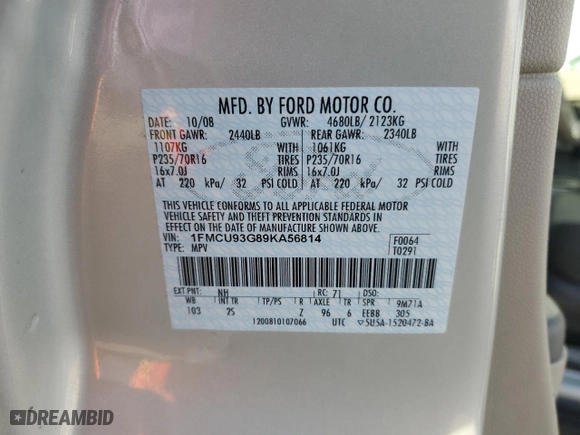 MFD. BY FORD MOTOR CO.
DATE: 10/08 GVWR: 4680LB/ 2123KG
FRONT GAWR: 2440LB REAR GAWR: 2340LB
1107KG WITH 1061KG WITH
P235/70R16 TIRES P235/70R16 TIRES
16x7.0J RIMS 16x7.0J RIMS
AT 220 kPa/ 32 PSI COLD AT 220 kPa/ 32 PSI COLD
THIS VEHICLE CONFORMS TO ALL APPLICABLE FEDERAL MOTOR
VEHICLE SAFETY AND THEFT PREVENTION STANDARDS IN
EFFECT ON THE DATE OF MANUFACTURE SHOWN ABOVE.
VIN: 1FMCU93G89KA56814 F0064
TYPE: MPV T0291
EXT PNT: NH RC: 71 DSO:
WB INT TR TP/PS R AXLE TR SPR 9M71A
103 2S Z 96 6 EEBB 305
1200810107066 UTC 5U5A-1520472-BA
DREAMBID